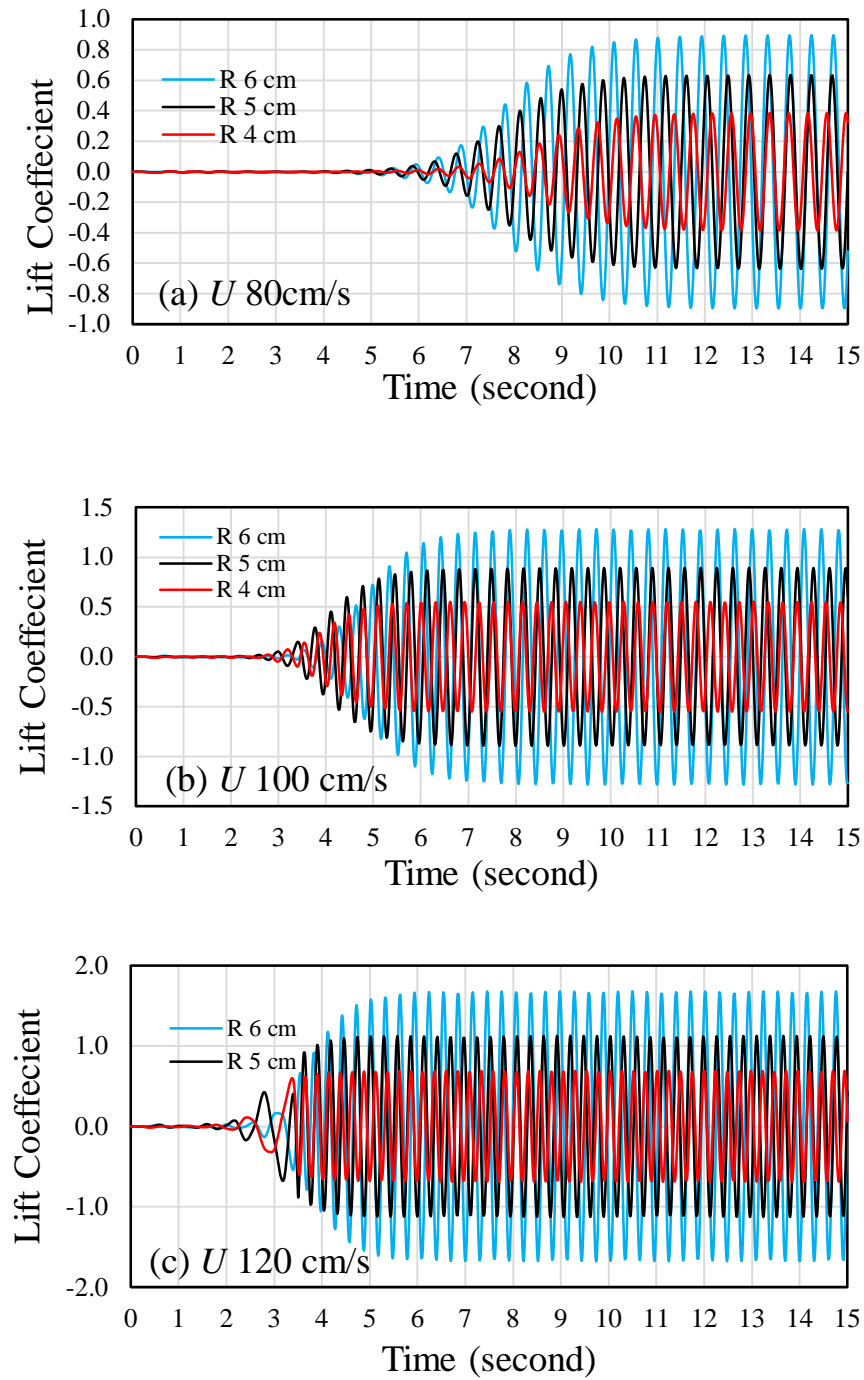 1.0
0.8
0.6
0.4
0.2
0.0
-0.2
-0.4
-0.6
-0.8
-1.0
Lift Coeffecient
R 6 cm
R 5 cm
R 4 cm
(a) U 80cm/s
0 1 2 3 4 5 6 7 8 9 10 11 12 13 14 15
Time (second)
1.5
1.0
0.5
0.0
-0.5
-1.0
-1.5
Lift Coeffecient
R 6 cm
R 5 cm
R 4 cm
(b) U 100 cm/s
0 1 2 3 4 5 6 7 8 9 10 11 12 13 14 15
Time (second)
2.0
1.0
0.0
-1.0
-2.0
Lift Coeffecient
R 6 cm
R 5 cm
(c) U 120 cm/s
0 1 2 3 4 5 6 7 8 9 10 11 12 13 14 15
Time (second)